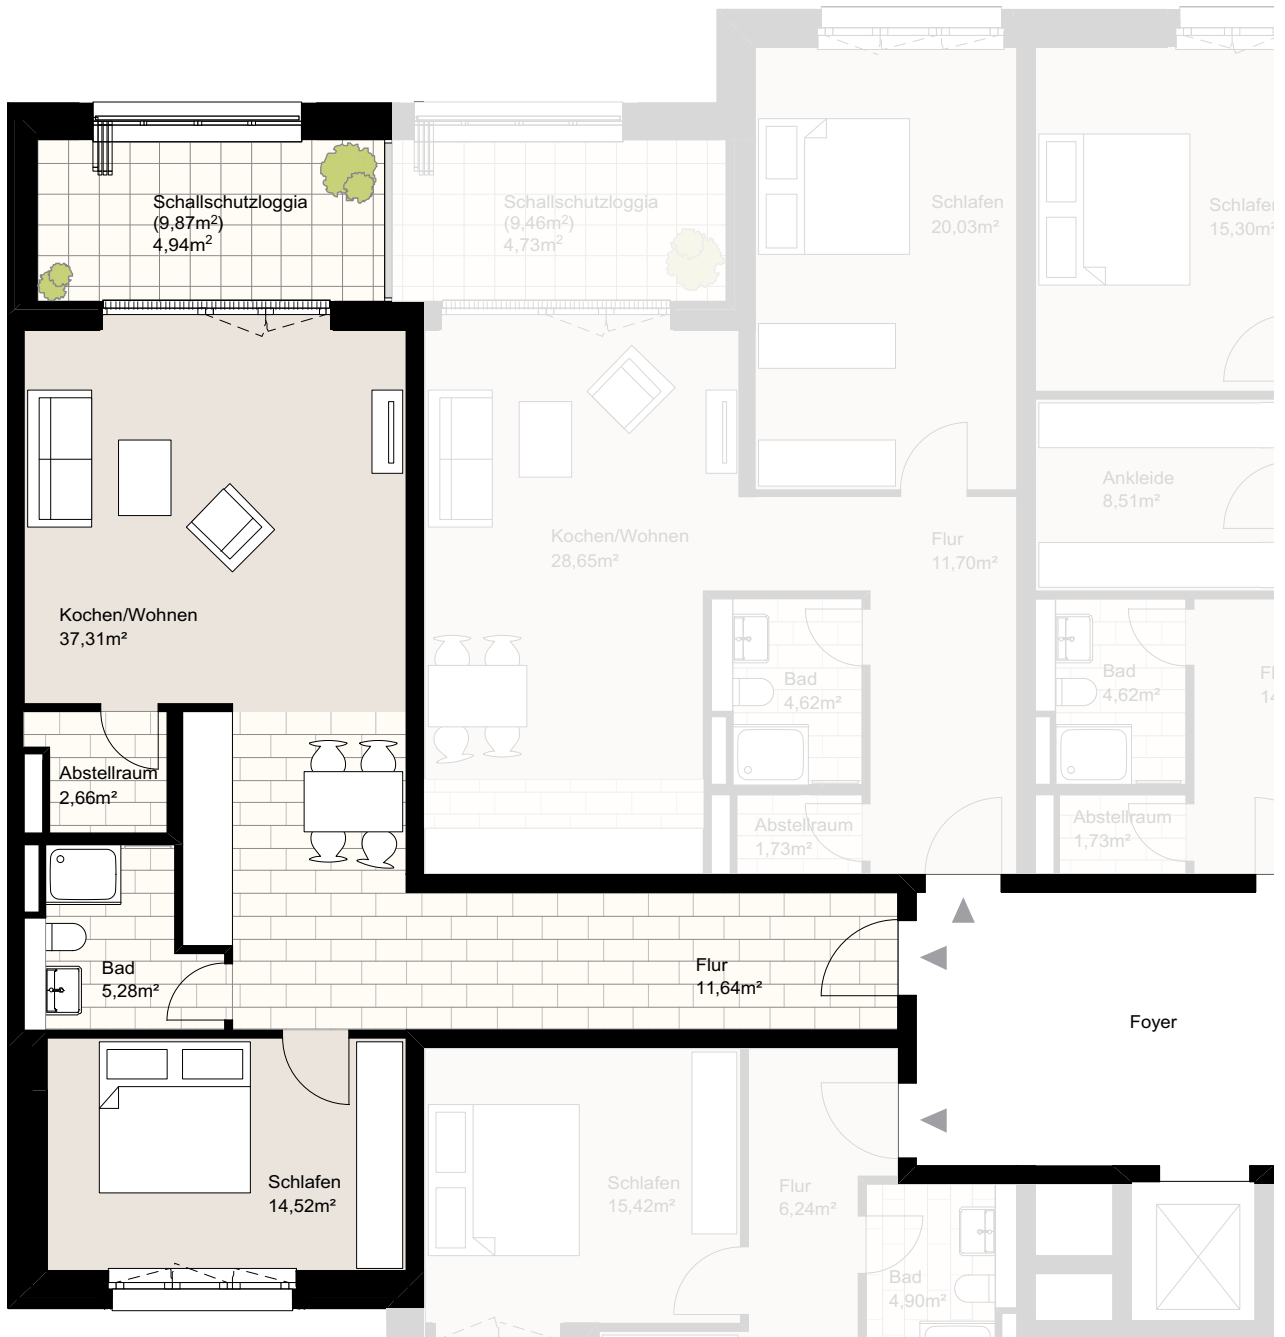 Schallschutzloggia
(9,87m²)
4,94m²
Schallschutzloggia
(9,46m²)
4,73m²
Schlafen
20,03m²
Schlafen
15,30m²
Kochen/Wohnen
37,31m²
Kochen/Wohnen
28,65m²
Flur
11,70m²
Ankleide
8,51m²
Bad
4,62m²
Bad
4,62m²
Abstellraum
2,66m²
Abstellraum
1,73m²
Abstellraum
1,73m²
Bad
5,28m²
Flur
11,64m²
Foyer
Schlafen
14,52m²
Schlafen
15,42m²
Flur
6,24m²
Bad
4,90m²